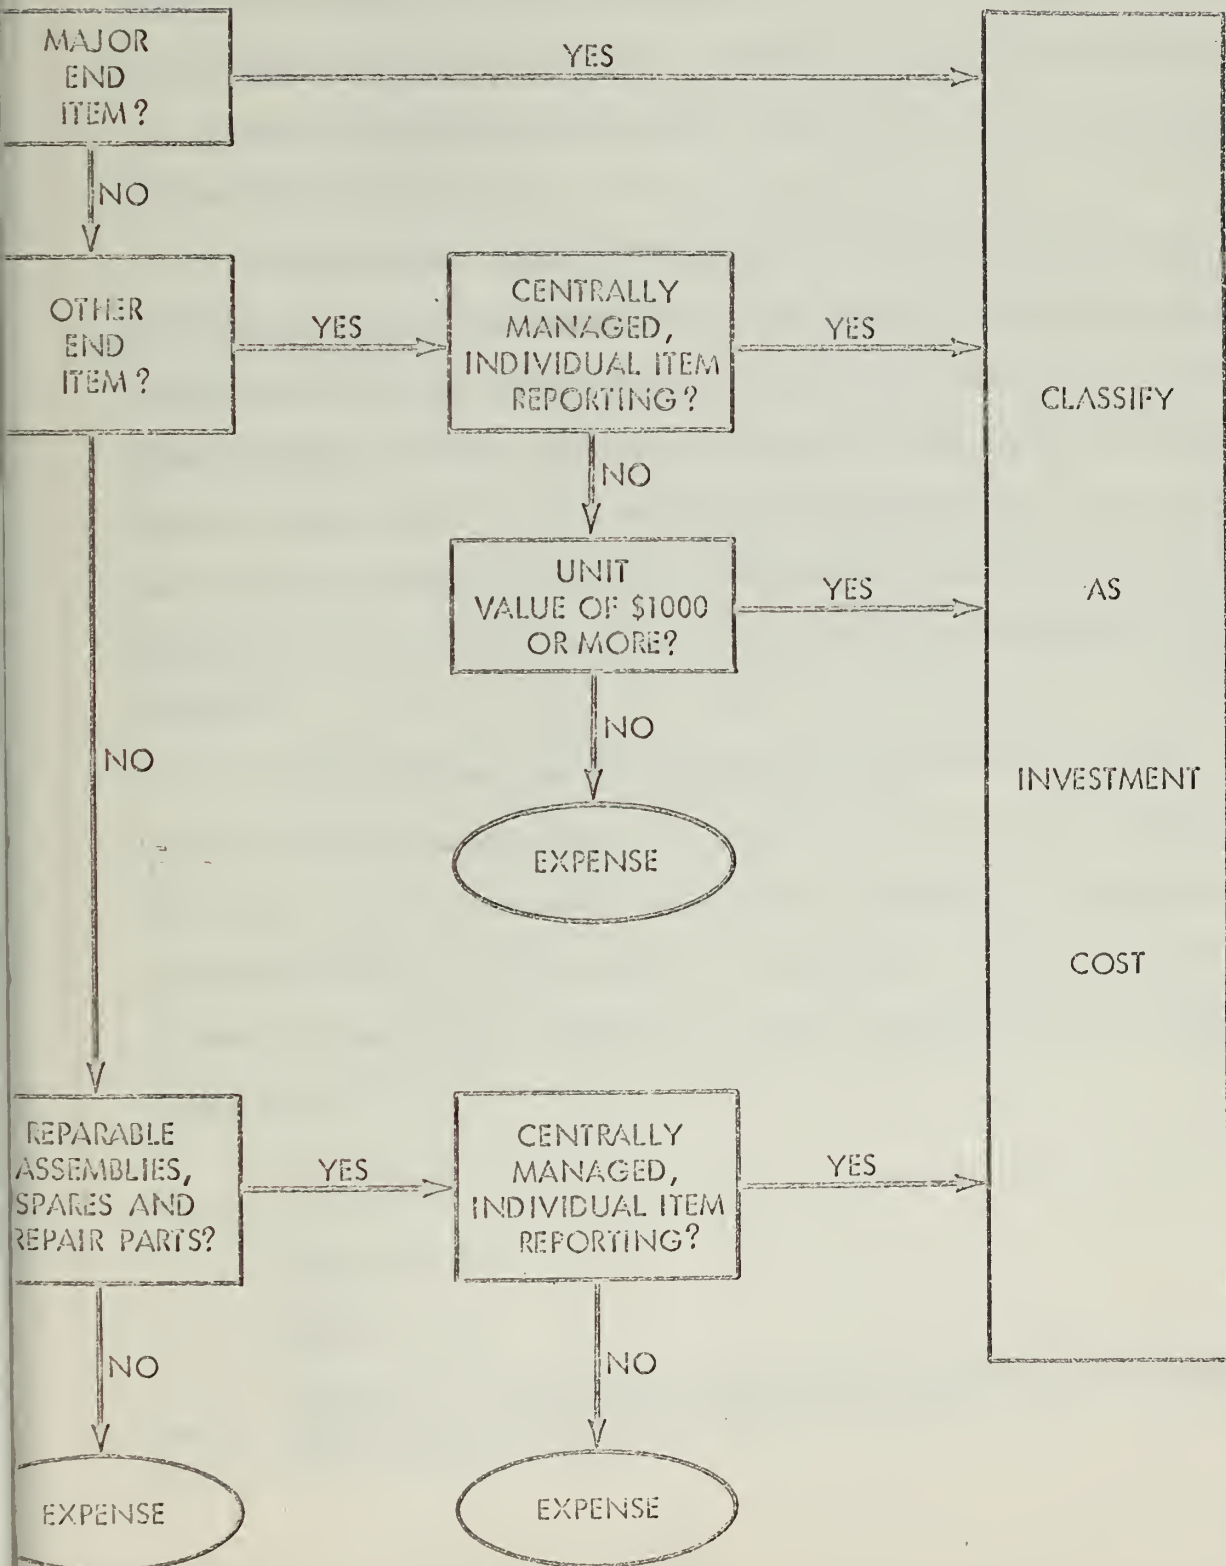 MAJOR
END
ITEM?
YES
NO
OTHER
END
ITEM?
YES
CENTRALLY
MANAGED,
INDIVIDUAL ITEM
REPORTING?
YES
NO
UNIT
VALUE OF $1000
OR MORE?
YES
NO
EXPENSE
NO
REPARABLE
ASSEMBLIES,
SPARES AND
REPAIR PARTS?
YES
CENTRALLY
MANAGED,
INDIVIDUAL ITEM
REPORTING?
YES
NO
EXPENSE
NO
EXPENSE
CLASSIFY
AS
INVESTMENT
COST